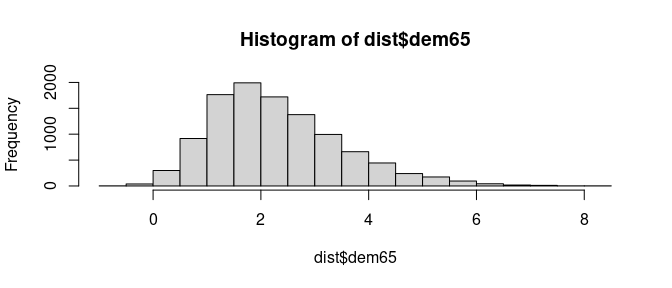 Histogram of dist$dem65
Frequency
2000
1000
0
0 2 4 6 8
dist$dem65